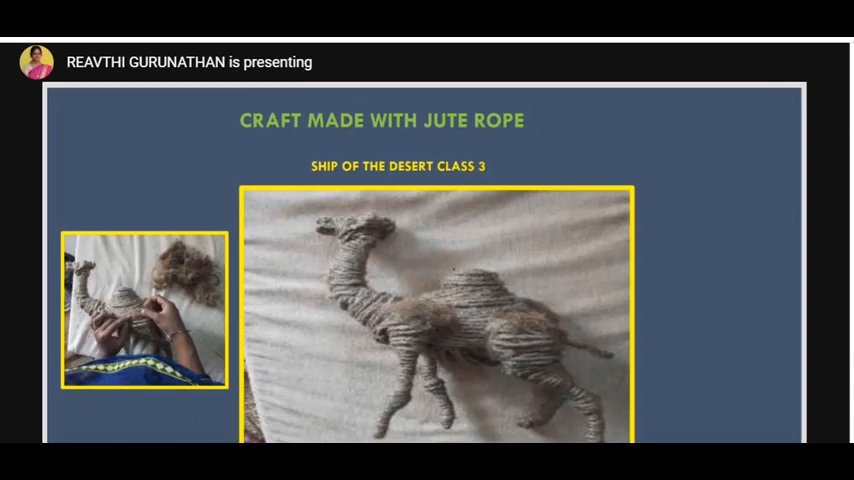 REAVTHI GURUNATHAN is presenting
CRAFT MADE WITH JUTE ROPE
SHIP OF THE DESERT CLASS 3